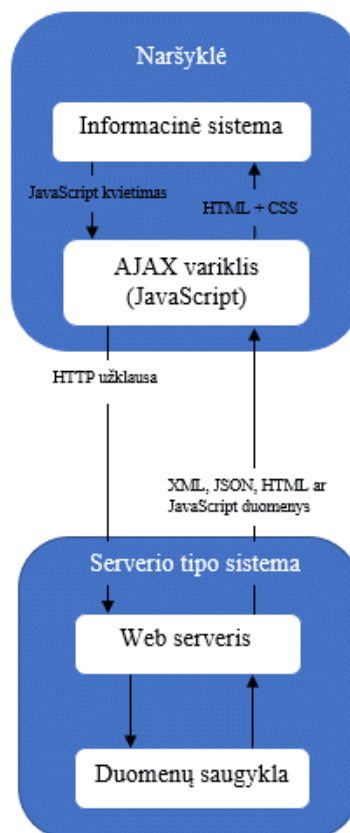 Naršyklė
Informacinė sistema
JavaScript kvietimas
HTML + CSS
AJAX variklis
(JavaScript)
HTTP užklausa
XML, JSON, HTML ar
JavaScript duomenys
Serverio tipo sistema
Web serveris
Duomenų saugykla